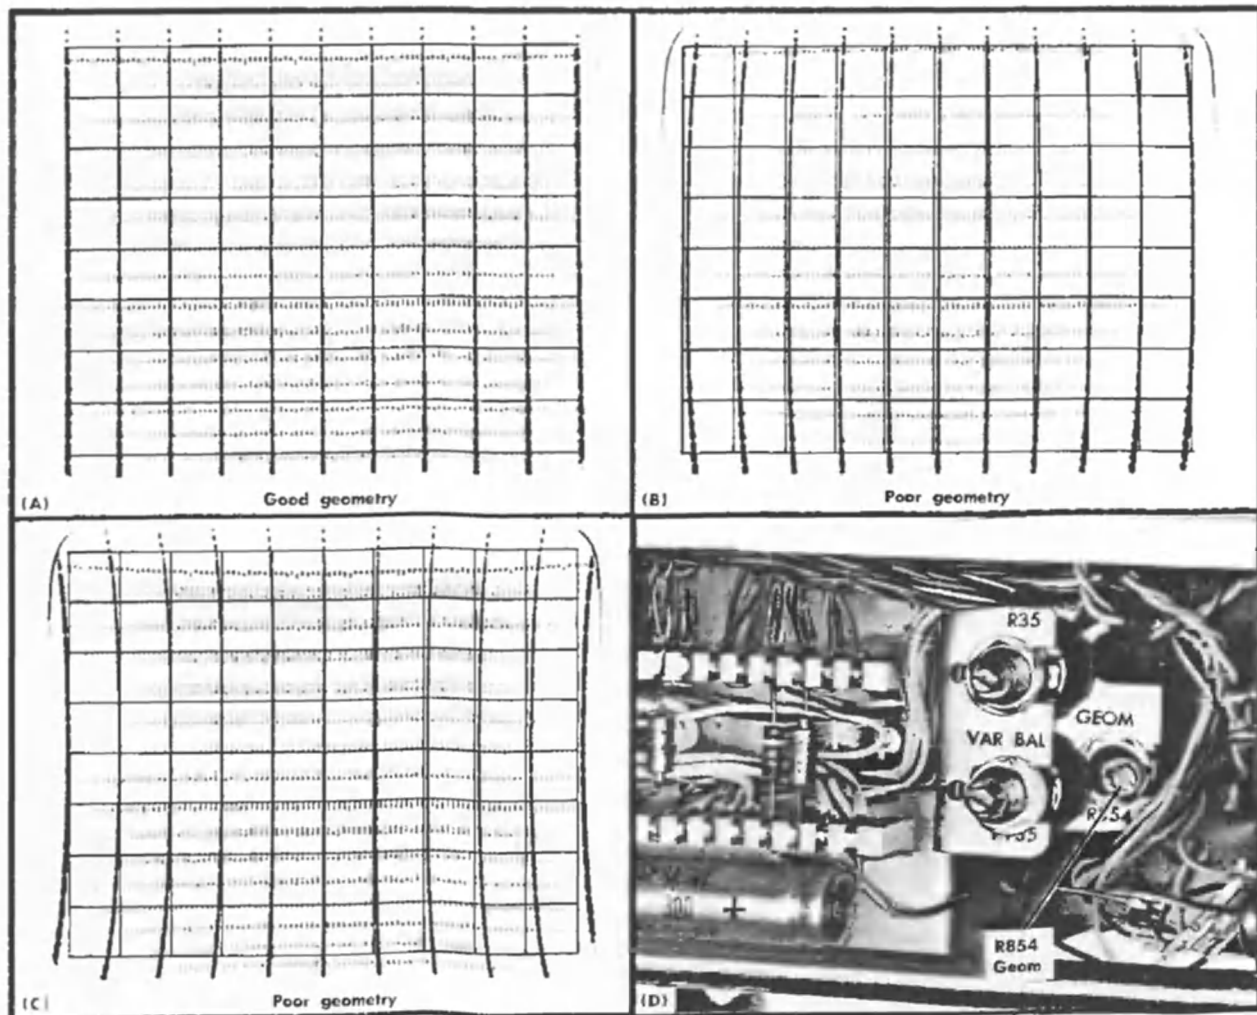 (A)
Good geometry
(B)
Poor geometry
(C)
Poor geometry
R35
GEOM
VAR BAL
R854
Geom
(D)